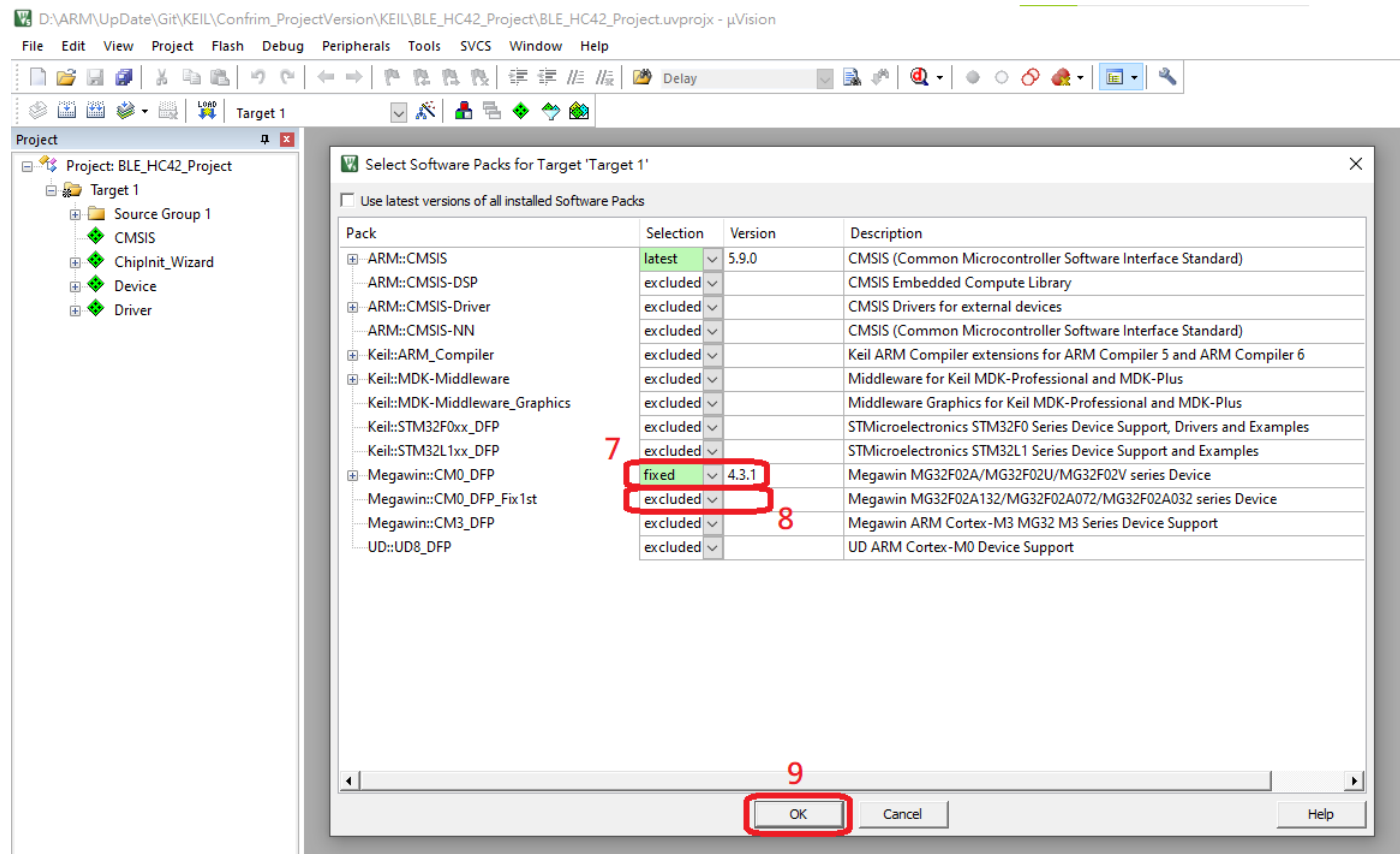 D:\ARM\UpDate\Git\KEIL\Confrim_ProjectVersion\KEIL\BLE_HC42_Project\BLE_HC42_Project.uvprojx - µVision
File Edit View Project Flash Debug Peripherals Tools SVCS Window Help
Delay
LOAD Target 1
Project
Project: BLE_HC42_Project
Target 1
Source Group 1
CMSIS
ChipInit_Wizard
Device
Driver
Select Software Packs for Target 'Target 1'
Use latest versions of all installed Software Packs
Pack Selection Version Description
ARM::CMSIS latest 5.9.0 CMSIS (Common Microcontroller Software Interface Standard)
ARM::CMSIS-DSP excluded CMSIS Embedded Compute Library
ARM::CMSIS-Driver excluded CMSIS Drivers for external devices
ARM::CMSIS-NN excluded CMSIS (Common Microcontroller Software Interface Standard)
Keil::ARM_Compiler excluded Keil ARM Compiler extensions for ARM Compiler 5 and ARM Compiler 6
Keil::MDK-Middleware excluded Middleware for Keil MDK-Professional and MDK-Plus
Keil::MDK-Middleware_Graphics excluded Middleware Graphics for Keil MDK-Professional and MDK-Plus
Keil::STM32F0xx_DFP excluded STMicroelectronics STM32F0 Series Device Support, Drivers and Examples
Keil::STM32L1xx_DFP excluded STMicroelectronics STM32L1 Series Device Support and Examples
7
Megawin::CM0_DFP fixed 4.3.1 Megawin MG32F02A/MG32F02U/MG32F02V series Device
Megawin::CM0_DFP_Fix1st excluded Megawin MG32F02A132/MG32F02A072/MG32F02A032 series Device
8
Megawin::CM3_DFP excluded Megawin ARM Cortex-M3 MG32 M3 Series Device Support
UD::UD8_DFP excluded UD ARM Cortex-M0 Device Support
9
OK Cancel Help